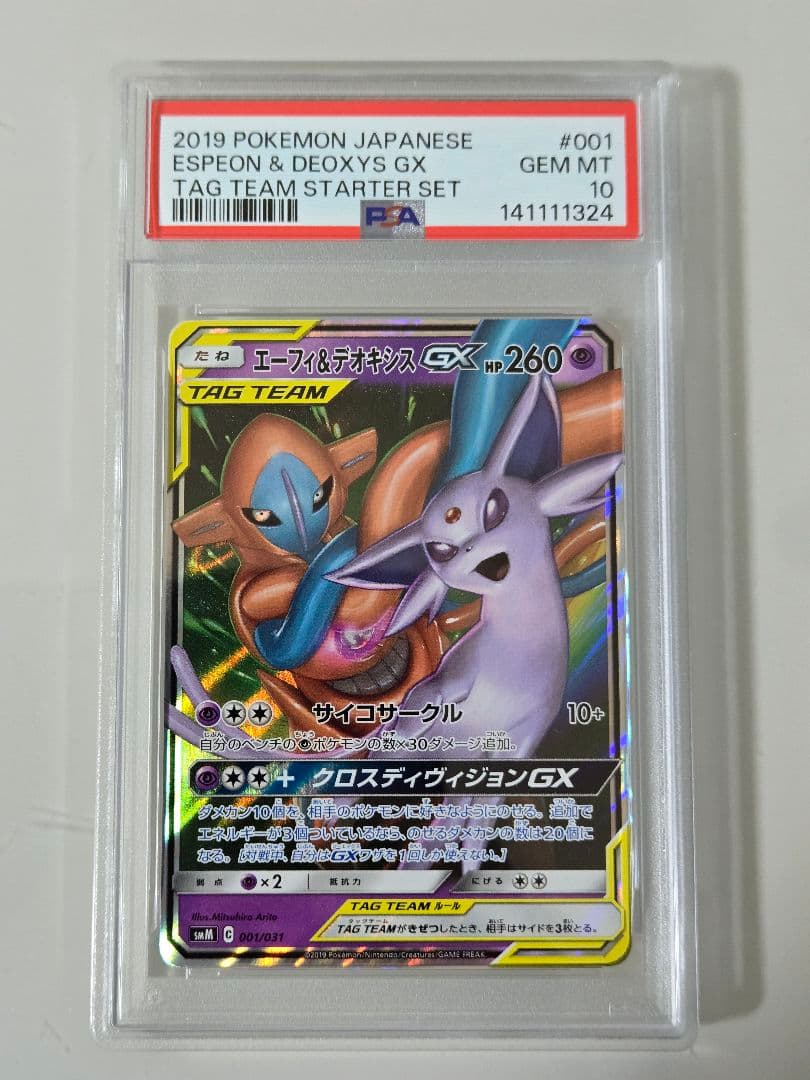 2019 POKEMON JAPANESE #001
ESPEON & DEOXYS GX GEM MT
TAG TEAM STARTER SET 10
PSA 141111324
たね エーフィ&デオキシスGX HP260
TAG TEAM
サイコサークル 10+
自分のベンチのポケモンの数×30ダメージ追加。
+ クロスディヴィジョンGX
ダメカン10個を、相手のポケモンに好きなようにのせる。追加で
エネルギーが3個ついているなら、のせるダメカンの数は20個に
なる。[対戦中、自分はGXワザを1回しか使えない。]
弱点 ×2 抵抗力 にげる
Illus.Mitsuhiro Arita
TAG TEAM ルール
TAG TEAMがきぜつしたとき、相手はサイドを3枚とる。
SMM C 001/031
©2019 Pokémon/Nintendo/Creatures/GAME FREAK.